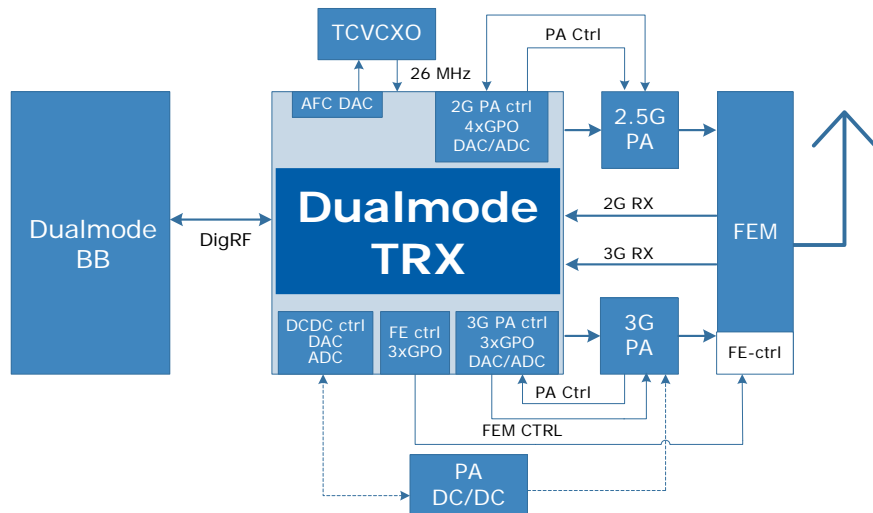 TCVCXO
PA Ctrl
26 MHz
AFC DAC
2G PA ctrl
4xGPO
DAC/ADC
2.5G
PA
Dualmode
BB
DigRF
Dualmode
TRX
2G RX
3G RX
FEM
DCDC ctrl
DAC
ADC
FE ctrl
3xGPO
3G PA ctrl
3xGPO
DAC/ADC
3G
PA
FE-ctrl
PA Ctrl
FEM CTRL
PA
DC/DC